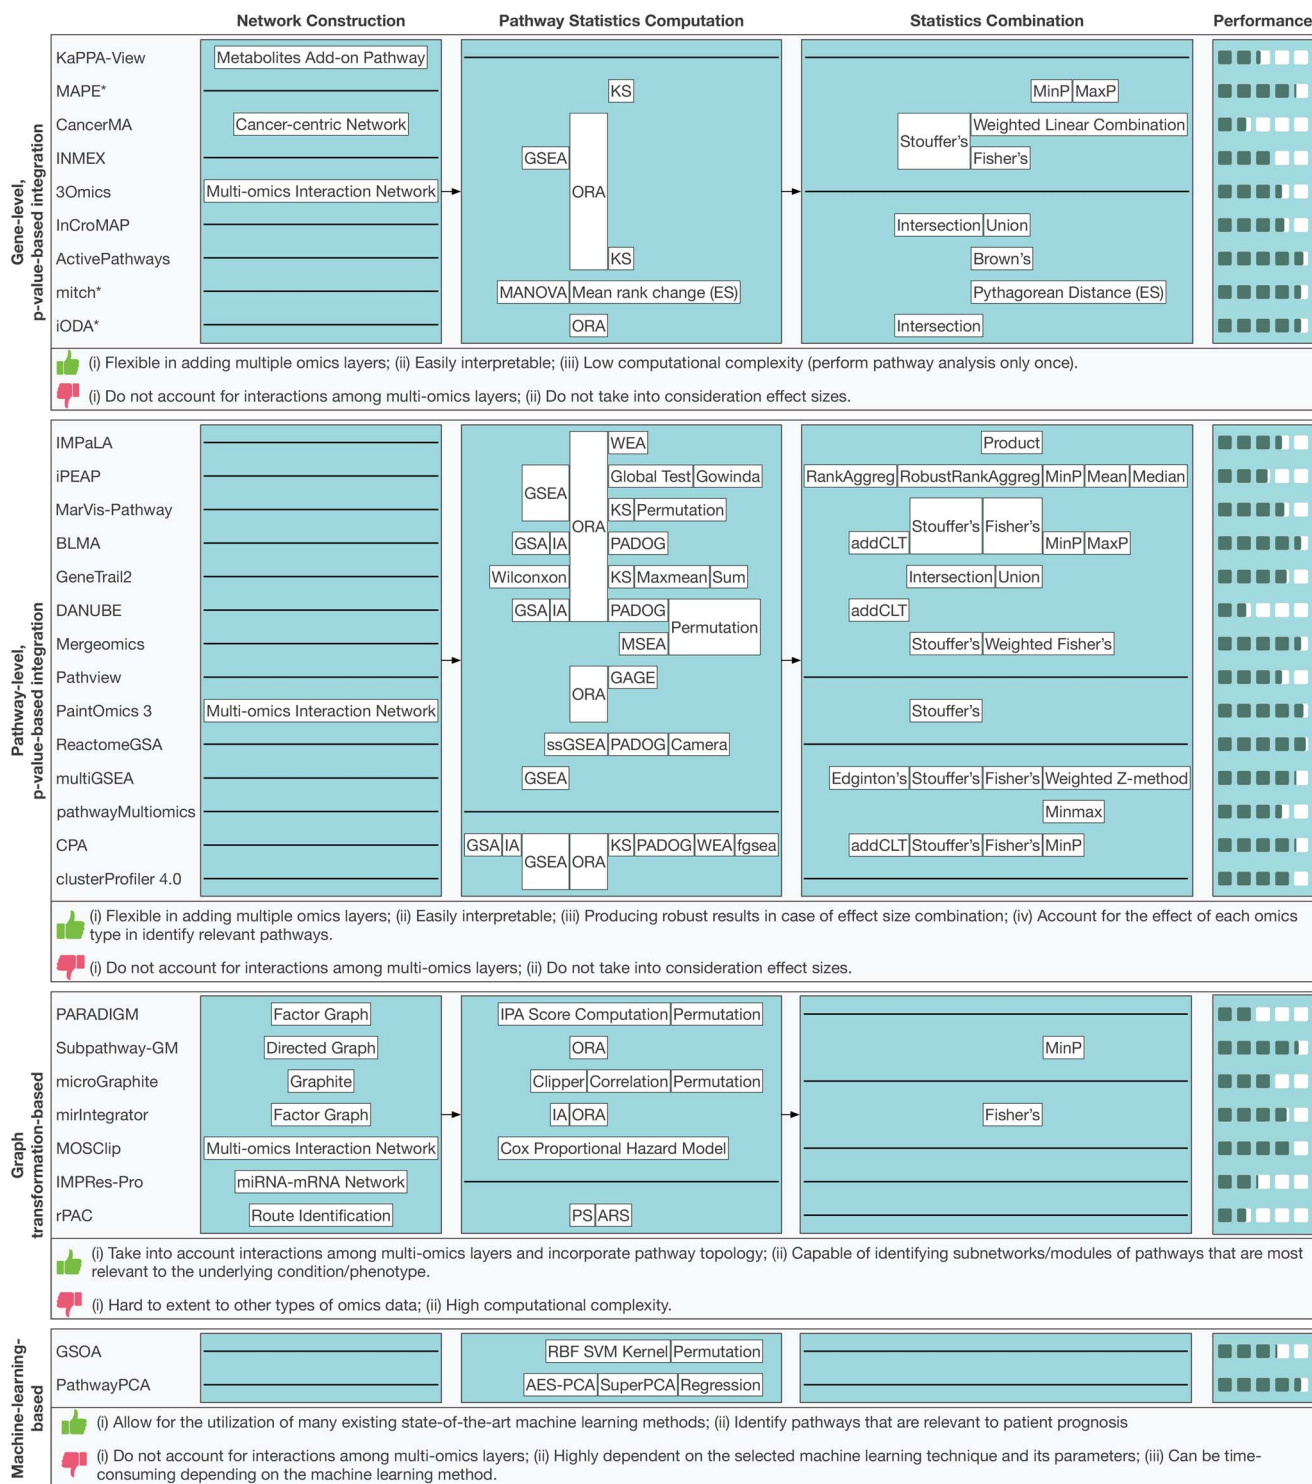 Network Construction Pathway Statistics Computation Statistics Combination Performance
Gene-level,
p-value-based integration
KaPPA-View Metabolites Add-on Pathway
MAPE* KS MinP MaxP
CancerMA Cancer-centric Network Weighted Linear Combination
Stouffer's
INMEX GSEA Fisher's
3Omics Multi-omics Interaction Network ORA
InCroMAP Intersection Union
ActivePathways KS Brown's
mitch* MANOVA Mean rank change (ES) Pythagorean Distance (ES)
iODA* ORA Intersection
(i) Flexible in adding multiple omics layers; (ii) Easily interpretable; (iii) Low computational complexity (perform pathway analysis only once).
(i) Do not account for interactions among multi-omics layers; (ii) Do not take into consideration effect sizes.
Pathway-level,
p-value-based integration
IMPaLA WEA Product
iPEAP Global Test Gowinda RankAggreg RobustRankAggreg MinP Mean Median
GSEA
MarVis-Pathway KS Permutation
ORA Stouffer's Fisher's
BLMA GSA IA PADOG addCLT MinP MaxP
GeneTrail2 Wilconxon KS Maxmean Sum Intersection Union
DANUBE GSA IA PADOG addCLT
Permutation
Mergeomics MSEA Stouffer's Weighted Fisher's
Pathview GAGE
ORA
PaintOmics 3 Multi-omics Interaction Network Stouffer's
ReactomeGSA ssGSEA PADOG Camera
multiGSEA GSEA Edginton's Stouffer's Fisher's Weighted Z-method
pathwayMultiomics Minmax
CPA GSA IA KS PADOG WEA fgsea addCLT Stouffer's Fisher's MinP
GSEA ORA
clusterProfiler 4.0
(i) Flexible in adding multiple omics layers; (ii) Easily interpretable; (iii) Producing robust results in case of effect size combination; (iv) Account for the effect of each omics
type in identify relevant pathways.
(i) Do not account for interactions among multi-omics layers; (ii) Do not take into consideration effect sizes.
Graph
transformation-based
PARADIGM Factor Graph IPA Score Computation Permutation
Subpathway-GM Directed Graph ORA MinP
microGraphite Graphite Clipper Correlation Permutation
mirIntegrator Factor Graph IA ORA Fisher's
MOSClip Multi-omics Interaction Network Cox Proportional Hazard Model
IMPRes-Pro miRNA-mRNA Network
rPAC Route Identification PS ARS
(i) Take into account interactions among multi-omics layers and incorporate pathway topology; (ii) Capable of identifying subnetworks/modules of pathways that are most
relevant to the underlying condition/phenotype.
(i) Hard to extent to other types of omics data; (ii) High computational complexity.
Machine-learning-
based
GSOA RBF SVM Kernel Permutation
PathwayPCA AES-PCA SuperPCA Regression
(i) Allow for the utilization of many existing state-of-the-art machine learning methods; (ii) Identify pathways that are relevant to patient prognosis
(i) Do not account for interactions among multi-omics layers; (ii) Highly dependent on the selected machine learning technique and its parameters; (iii) Can be time-
consuming depending on the machine learning method.